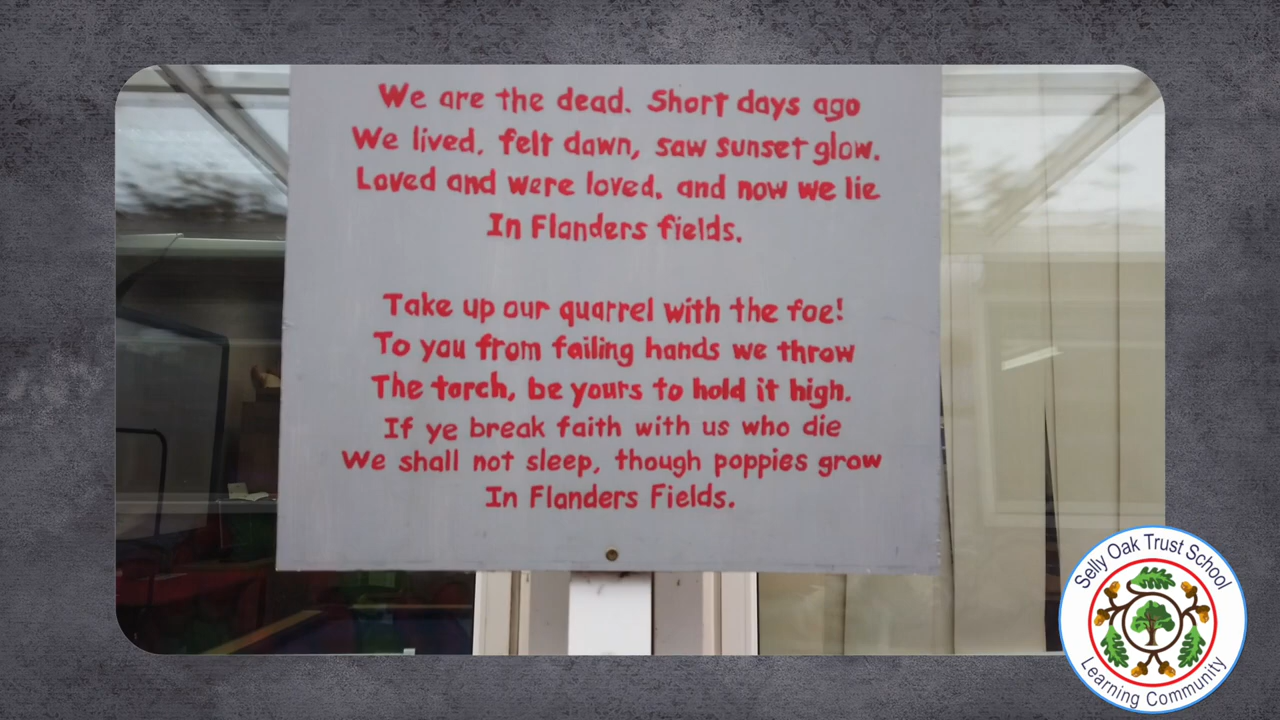 We are the dead. Short days ago
We lived, felt dawn, saw sunset glow.
Loved and were loved, and now we lie
In Flanders fields.
Take up our quarrel with the foe!
To you from failing hands we throw
The torch, be yours to hold it high.
If ye break faith with us who die
We shall not sleep, though poppies grow
In Flanders Fields.
Selly Oak Trust School
Learning Community